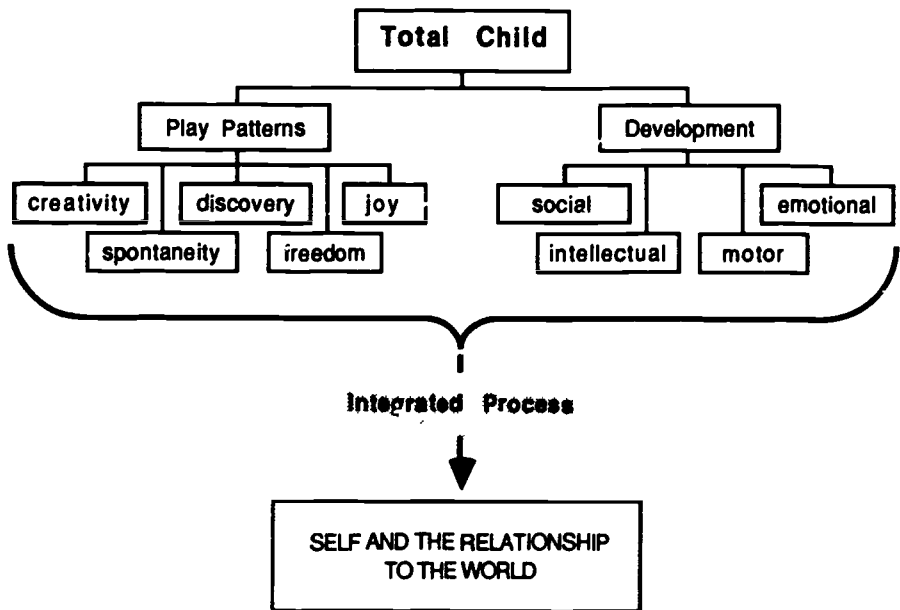 Total Child
Play Patterns
Development
creativity
discovery
joy
social
emotional
spontaneity
freedom
intellectual
motor
Integrated Process
SELF AND THE RELATIONSHIP
TO THE WORLD